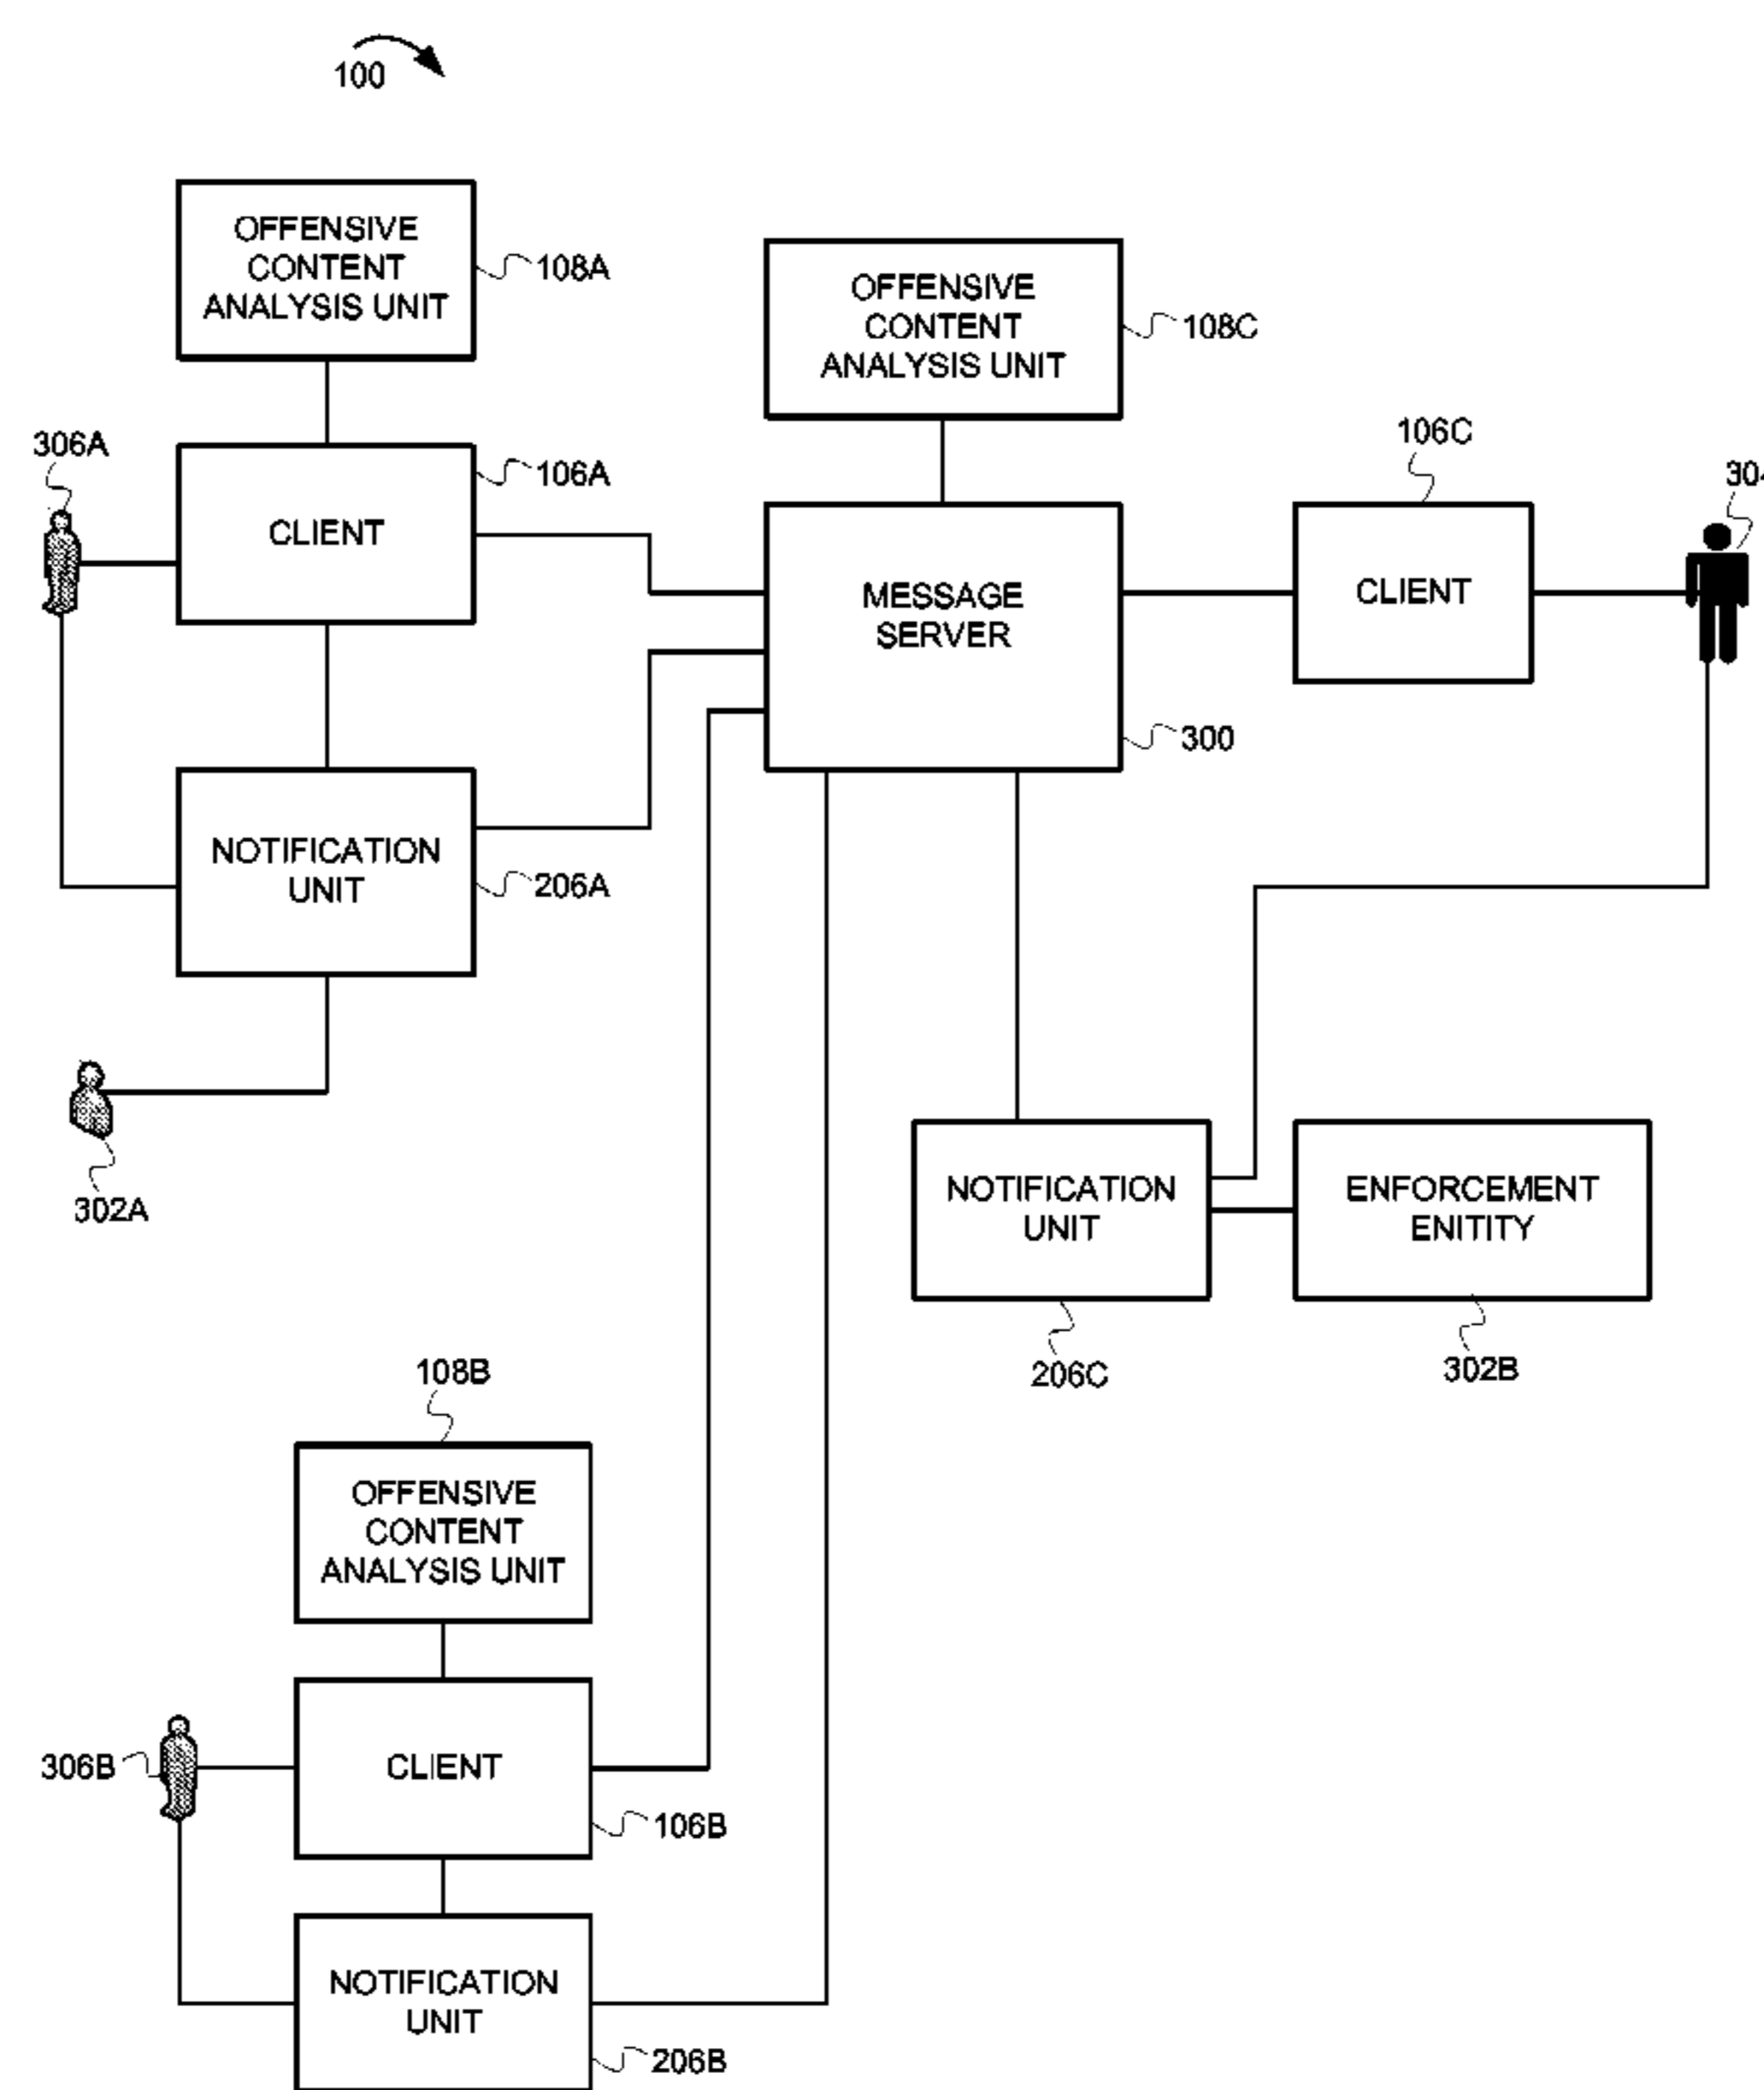 100
OFFENSIVE
CONTENT
ANALYSIS UNIT
108A
OFFENSIVE
CONTENT
ANALYSIS UNIT
108C
306A
106A
CLIENT
106C
304
CLIENT
MESSAGE
SERVER
300
NOTIFICATION
UNIT
206A
302A
NOTIFICATION
UNIT
206C
ENFORCEMENT
ENITITY
302B
108B
OFFENSIVE
CONTENT
ANALYSIS UNIT
306B
CLIENT
106B
NOTIFICATION
UNIT
206B